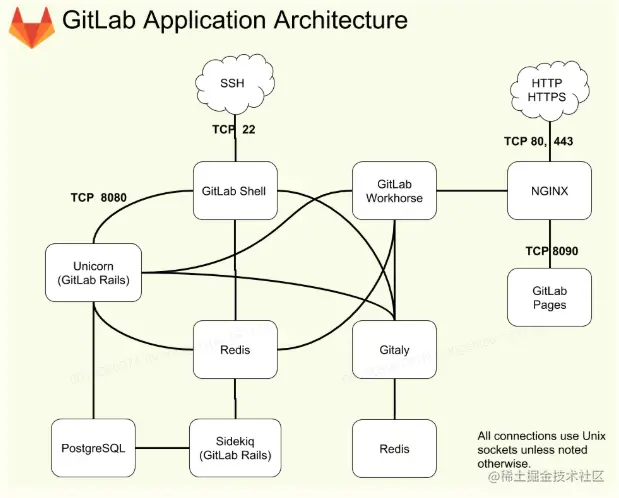 GitLab Application Architecture
SSH
HTTP
HTTPS
TCP 22
TCP 80, 443
GitLab Shell
GitLab
Workhorse
NGINX
TCP 8080
TCP 8090
Unicorn
(GitLab Rails)
GitLab
Pages
Redis
Gitaly
PostgreSQL
Sidekiq
(GitLab Rails)
Redis
All connections use Unix
sockets unless noted
otherwise.
@稀土掘金技术社区